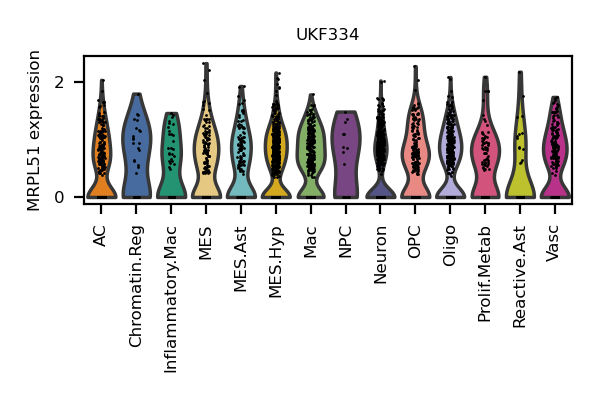 UKF334
MRPL51 expression
2
0
AC
Chromatin.Reg
Inflammatory.Mac
MES
MES.Ast
MES.Hyp
Mac
NPC
Neuron
OPC
Oligo
Prolif.Metab
Reactive.Ast
Vasc